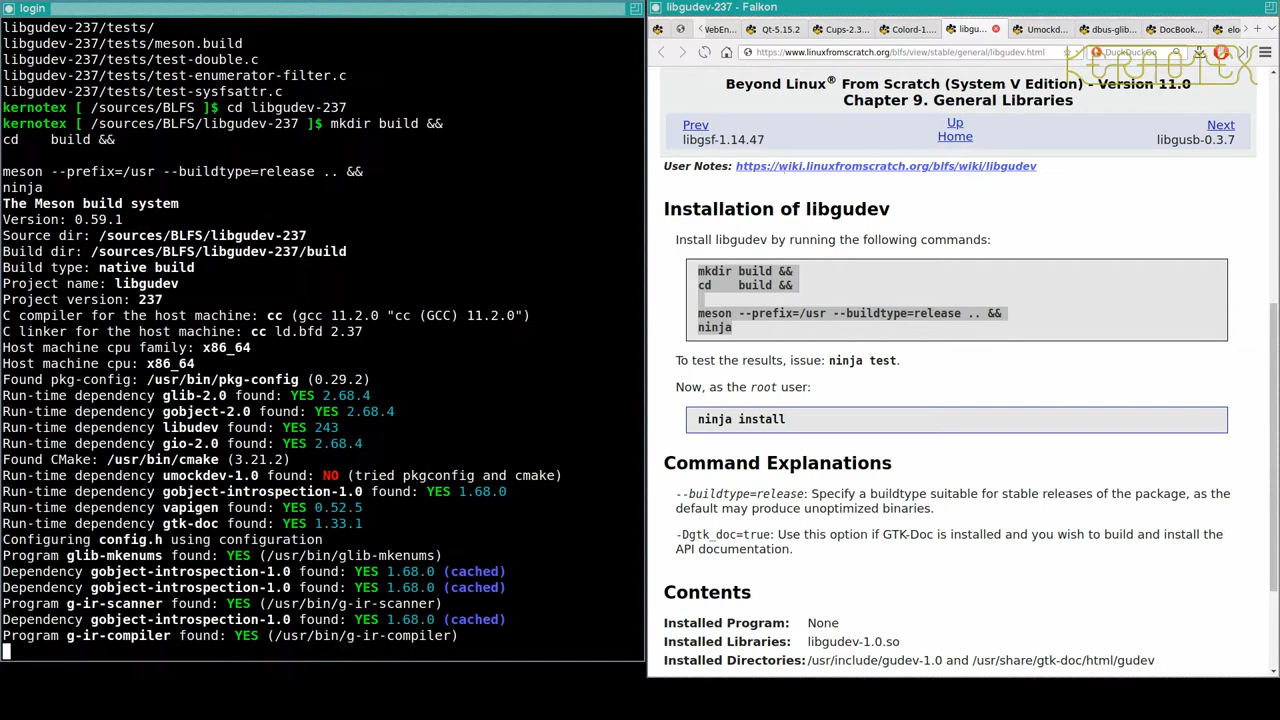 login
libgudev-237/tests/
libgudev-237/tests/meson.build
libgudev-237/tests/test-double.c
libgudev-237/tests/test-enumerator-filter.c
libgudev-237/tests/test-sysfsattr.c
kernotex [ /sources/BLFS ]$ cd libgudev-237
kernotex [ /sources/BLFS/libgudev-237 ]$ mkdir build &&
cd    build &&
meson --prefix=/usr --buildtype=release .. &&
ninja
The Meson build system
Version: 0.59.1
Source dir: /sources/BLFS/libgudev-237
Build dir: /sources/BLFS/libgudev-237/build
Build type: native build
Project name: libgudev
Project version: 237
C compiler for the host machine: cc (gcc 11.2.0 "cc (GCC) 11.2.0")
C linker for the host machine: cc ld.bfd 2.37
Host machine cpu family: x86_64
Host machine cpu: x86_64
Found pkg-config: /usr/bin/pkg-config (0.29.2)
Run-time dependency glib-2.0 found: YES 2.68.4
Run-time dependency gobject-2.0 found: YES 2.68.4
Run-time dependency libudev found: YES 243
Run-time dependency gio-2.0 found: YES 2.68.4
Found CMake: /usr/bin/cmake (3.21.2)
Run-time dependency umockdev-1.0 found: NO (tried pkgconfig and cmake)
Run-time dependency gobject-introspection-1.0 found: YES 1.68.0
Run-time dependency vapigen found: YES 0.52.5
Run-time dependency gtk-doc found: YES 1.33.1
Configuring config.h using configuration
Program glib-mkenums found: YES (/usr/bin/glib-mkenums)
Dependency gobject-introspection-1.0 found: YES 1.68.0 (cached)
Dependency gobject-introspection-1.0 found: YES 1.68.0 (cached)
Program g-ir-scanner found: YES (/usr/bin/g-ir-scanner)
Dependency gobject-introspection-1.0 found: YES 1.68.0 (cached)
Program g-ir-compiler found: YES (/usr/bin/g-ir-compiler)
libgudev-237 - Falkon
WebEn... Qt-5.15.2 Cups-2.3... Colord-1... libgu... Umockd... dbus-glib... DocBook... elo
https://www.linuxfromscratch.org/blfs/view/stable/general/libgudev.html DuckDuckGo
KERNOTEX
Beyond Linux® From Scratch (System V Edition) - Version 11.0
Chapter 9. General Libraries
Prev Up Next
libgsf-1.14.47 Home libgusb-0.3.7
User Notes: https://wiki.linuxfromscratch.org/blfs/wiki/libgudev
Installation of libgudev
Install libgudev by running the following commands:
mkdir build &&
cd    build &&
meson --prefix=/usr --buildtype=release .. &&
ninja
To test the results, issue: ninja test.
Now, as the root user:
ninja install
Command Explanations
--buildtype=release: Specify a buildtype suitable for stable releases of the package, as the
default may produce unoptimized binaries.
-Dgtk_doc=true: Use this option if GTK-Doc is installed and you wish to build and install the
API documentation.
Contents
Installed Program: None
Installed Libraries: libgudev-1.0.so
Installed Directories: /usr/include/gudev-1.0 and /usr/share/gtk-doc/html/gudev